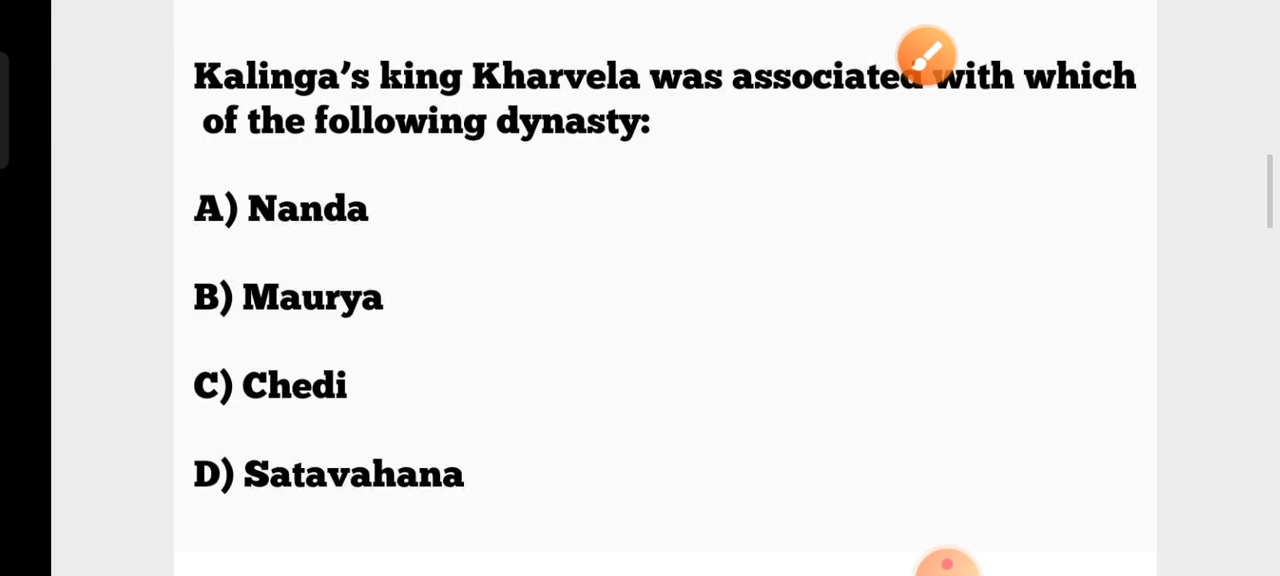 Kalinga's king Kharvela was associated with which
of the following dynasty:
A) Nanda
B) Maurya
C) Chedi
D) Satavahana